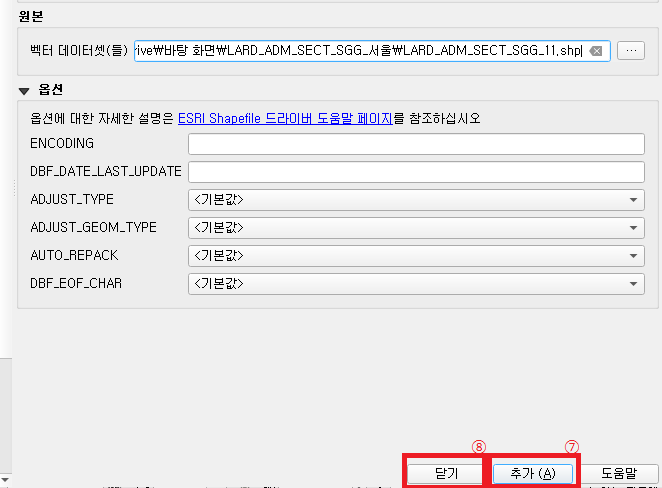 원본
벡터 데이터셋(들) rive₩바탕 화면₩LARD_ADM_SECT_SGG_서울₩LARD_ADM_SECT_SGG_11.shp ...
옵션
옵션에 대한 자세한 설명은 ESRI Shapefile 드라이버 도움말 페이지를 참조하십시오
ENCODING
DBF_DATE_LAST_UPDATE
ADJUST_TYPE <기본값>
ADJUST_GEOM_TYPE <기본값>
AUTO_REPACK <기본값>
DBF_EOF_CHAR <기본값>
⑧ ⑦
닫기 추가 (A) 도움말